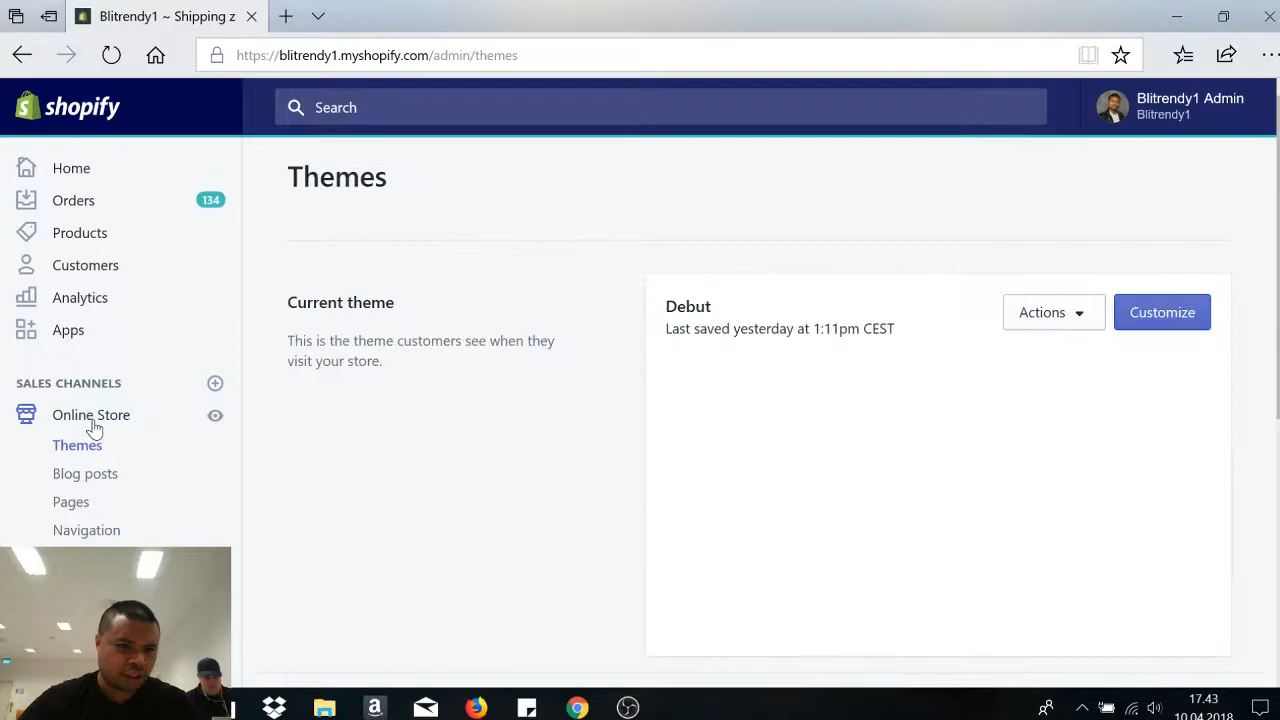 Blitrendy1 ~ Shipping z
https://blitrendy1.myshopify.com/admin/themes
shopify
Search
Blitrendy1 Admin
Blitrendy1
Home
Orders
134
Products
Customers
Analytics
Apps
SALES CHANNELS
Online Store
Themes
Blog posts
Pages
Navigation
Themes
Current theme
This is the theme customers see when they
visit your store.
Debut
Last saved yesterday at 1:11pm CEST
Actions
Customize
17.43
10.04.2018